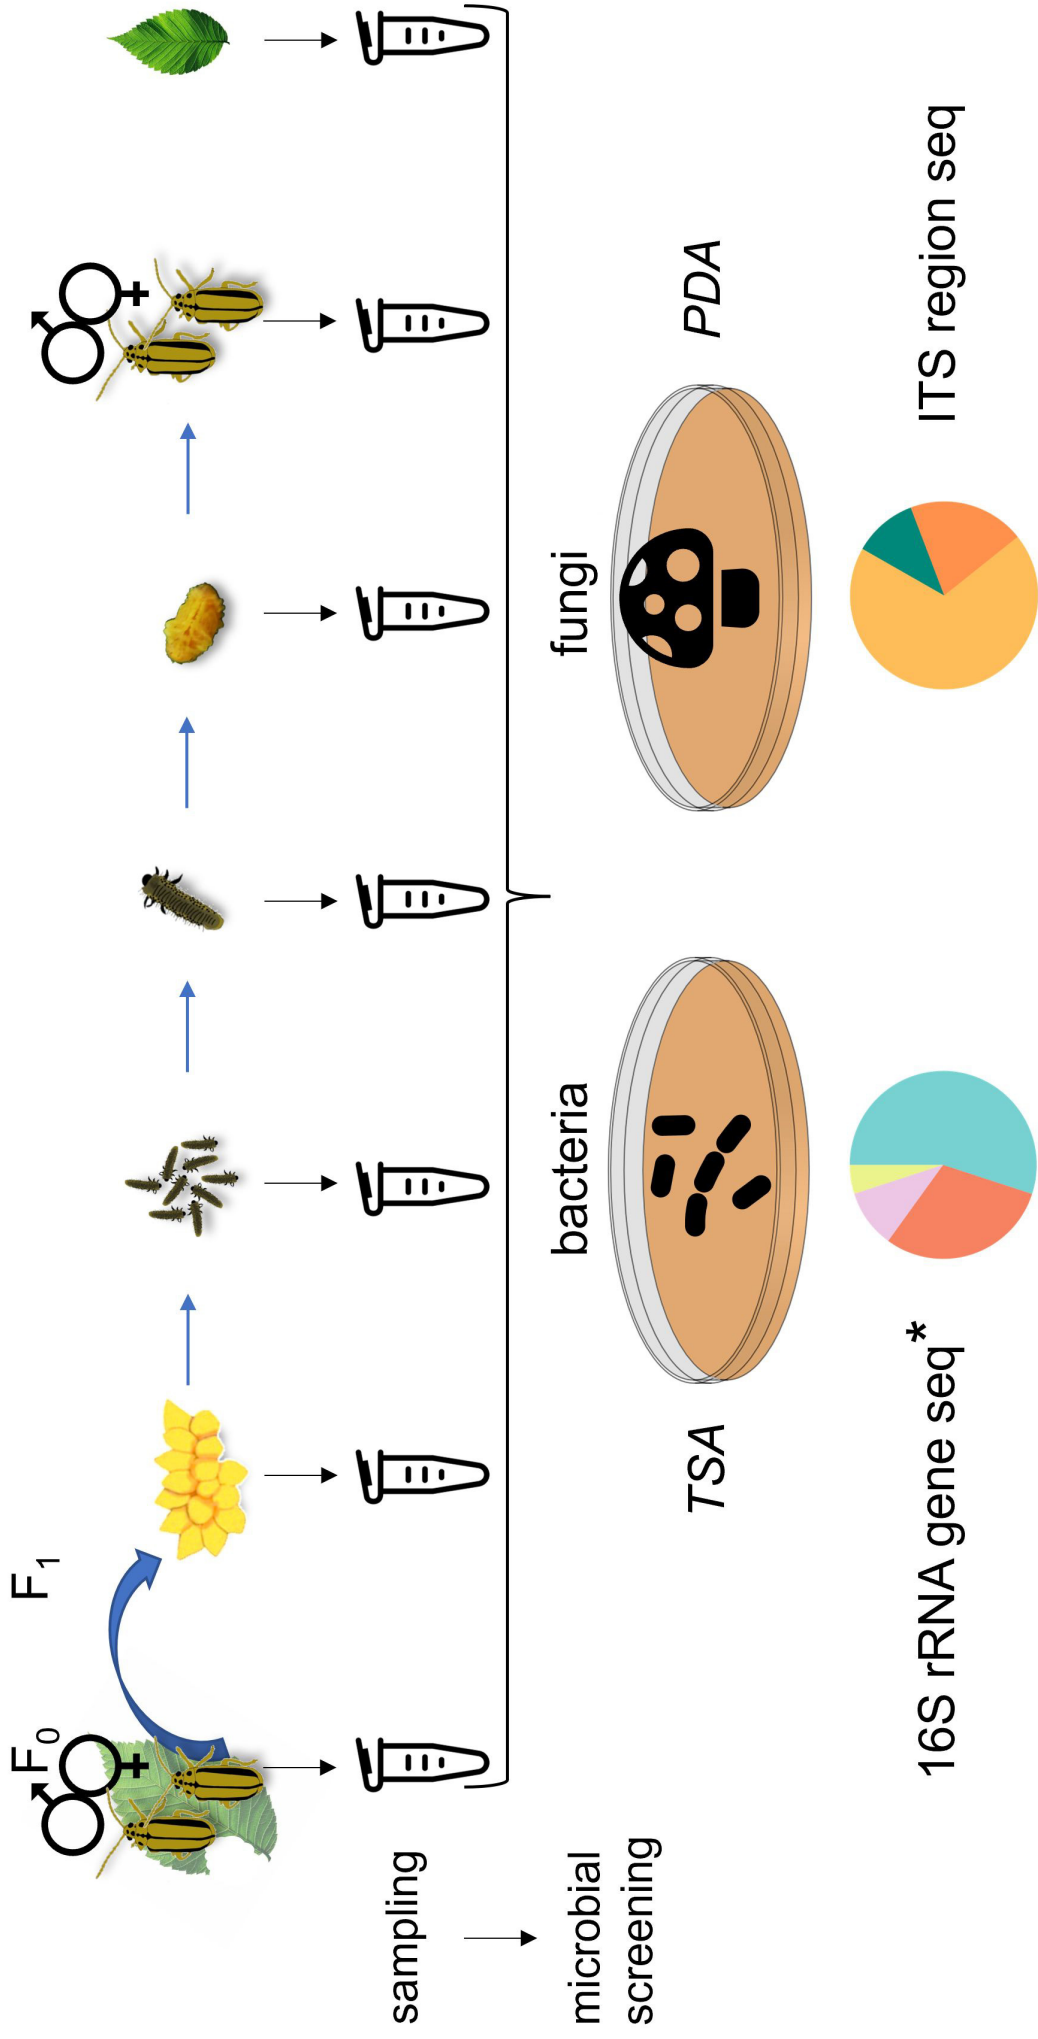 F0
F1
sampling
microbial
screening
bacteria
fungi
TSA
PDA
16S rRNA gene seq*
ITS region seq